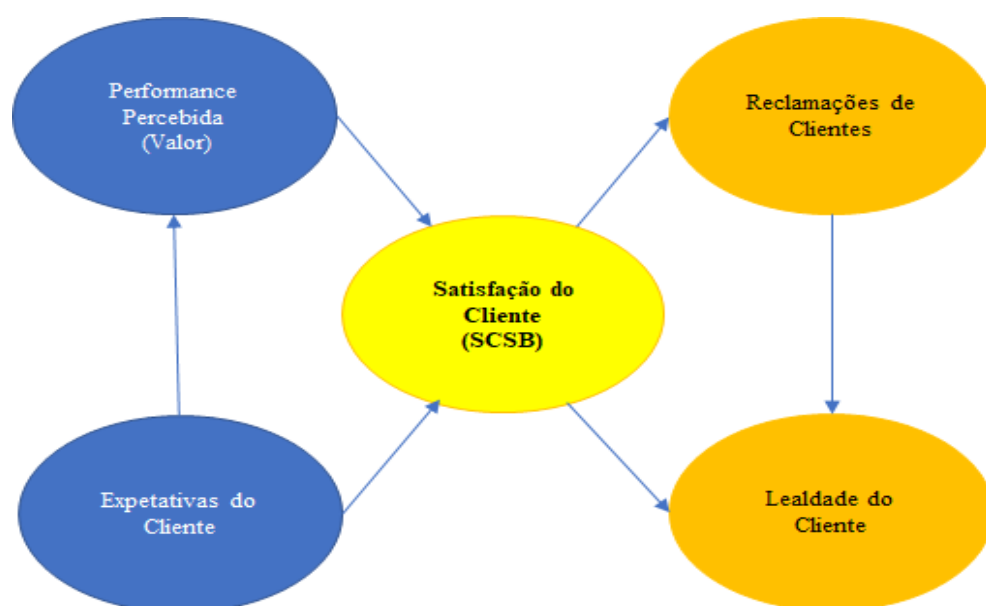 Performance
Percebida
(Valor)
Reclamações de
Clientes
Satisfação do
Cliente
(SCSB)
Expetativas do
Cliente
Lealdade do
Cliente